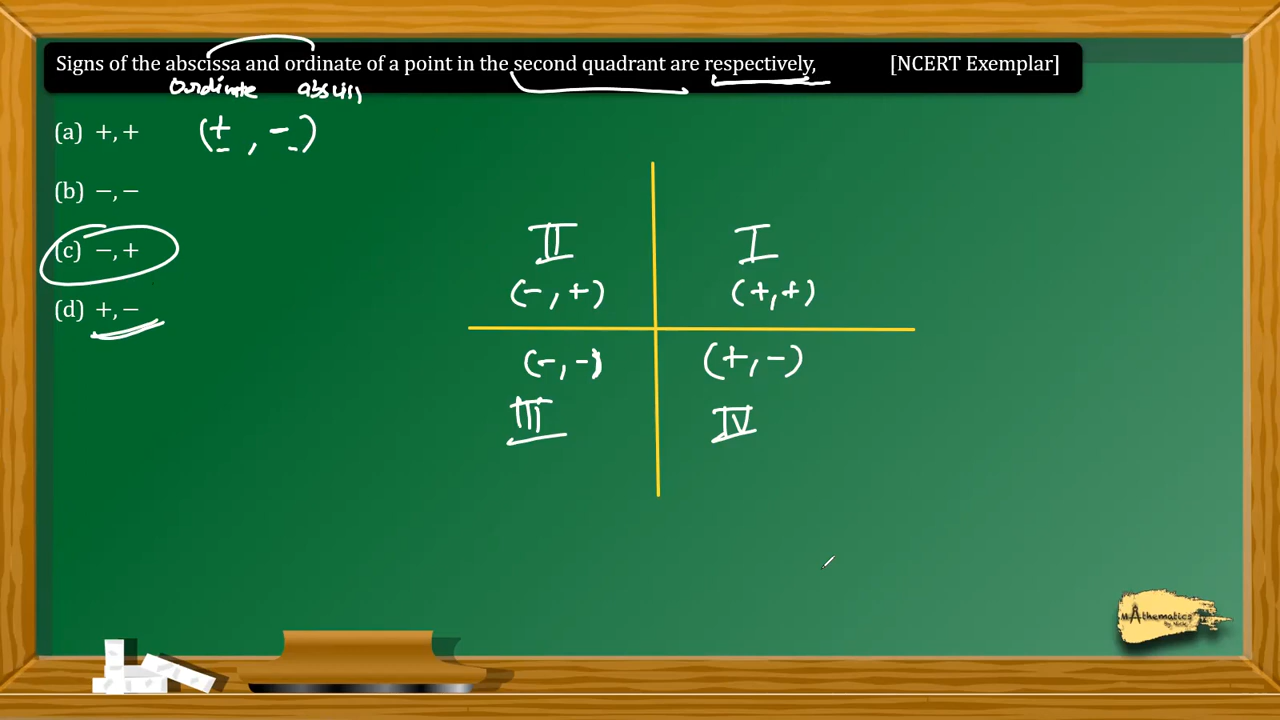 Signs of the abscissa and ordinate of a point in the second quadrant are respectively, [NCERT Exemplar]
ordinate
(a) +, + (+, -)
(b) −, −
(c) −, +
(d) +, −
II I
(-, +) (+, +)
(-, -) (+, -)
III IV
Mathematics